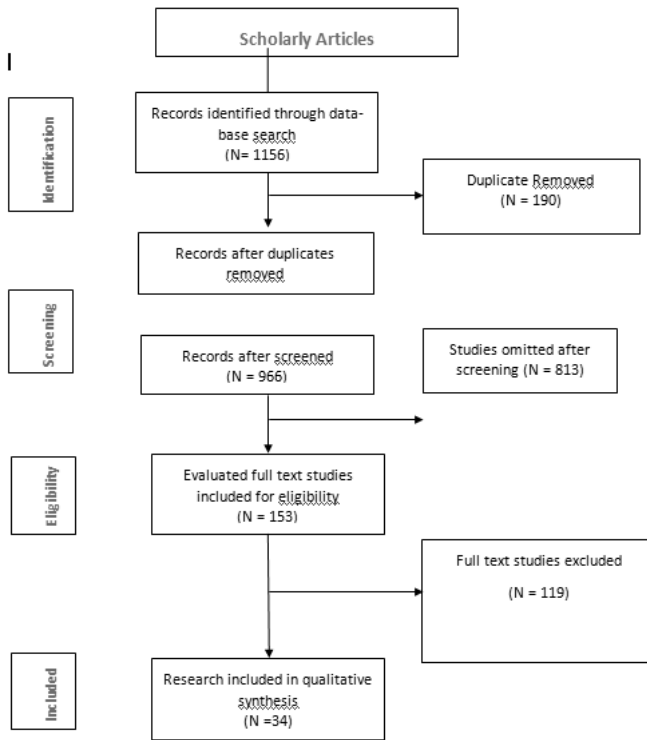 Scholarly Articles
Identification
Records identified through data-
base search
(N= 1156)
Duplicate Removed
(N = 190)
Records after duplicates
removed
Screening
Records after screened
(N = 966)
Studies omitted after
screening (N = 813)
Eligibility
Evaluated full text studies
included for eligibility
(N = 153)
Full text studies excluded
(N = 119)
Included
Research included in qualitative
synthesis
(N =34)